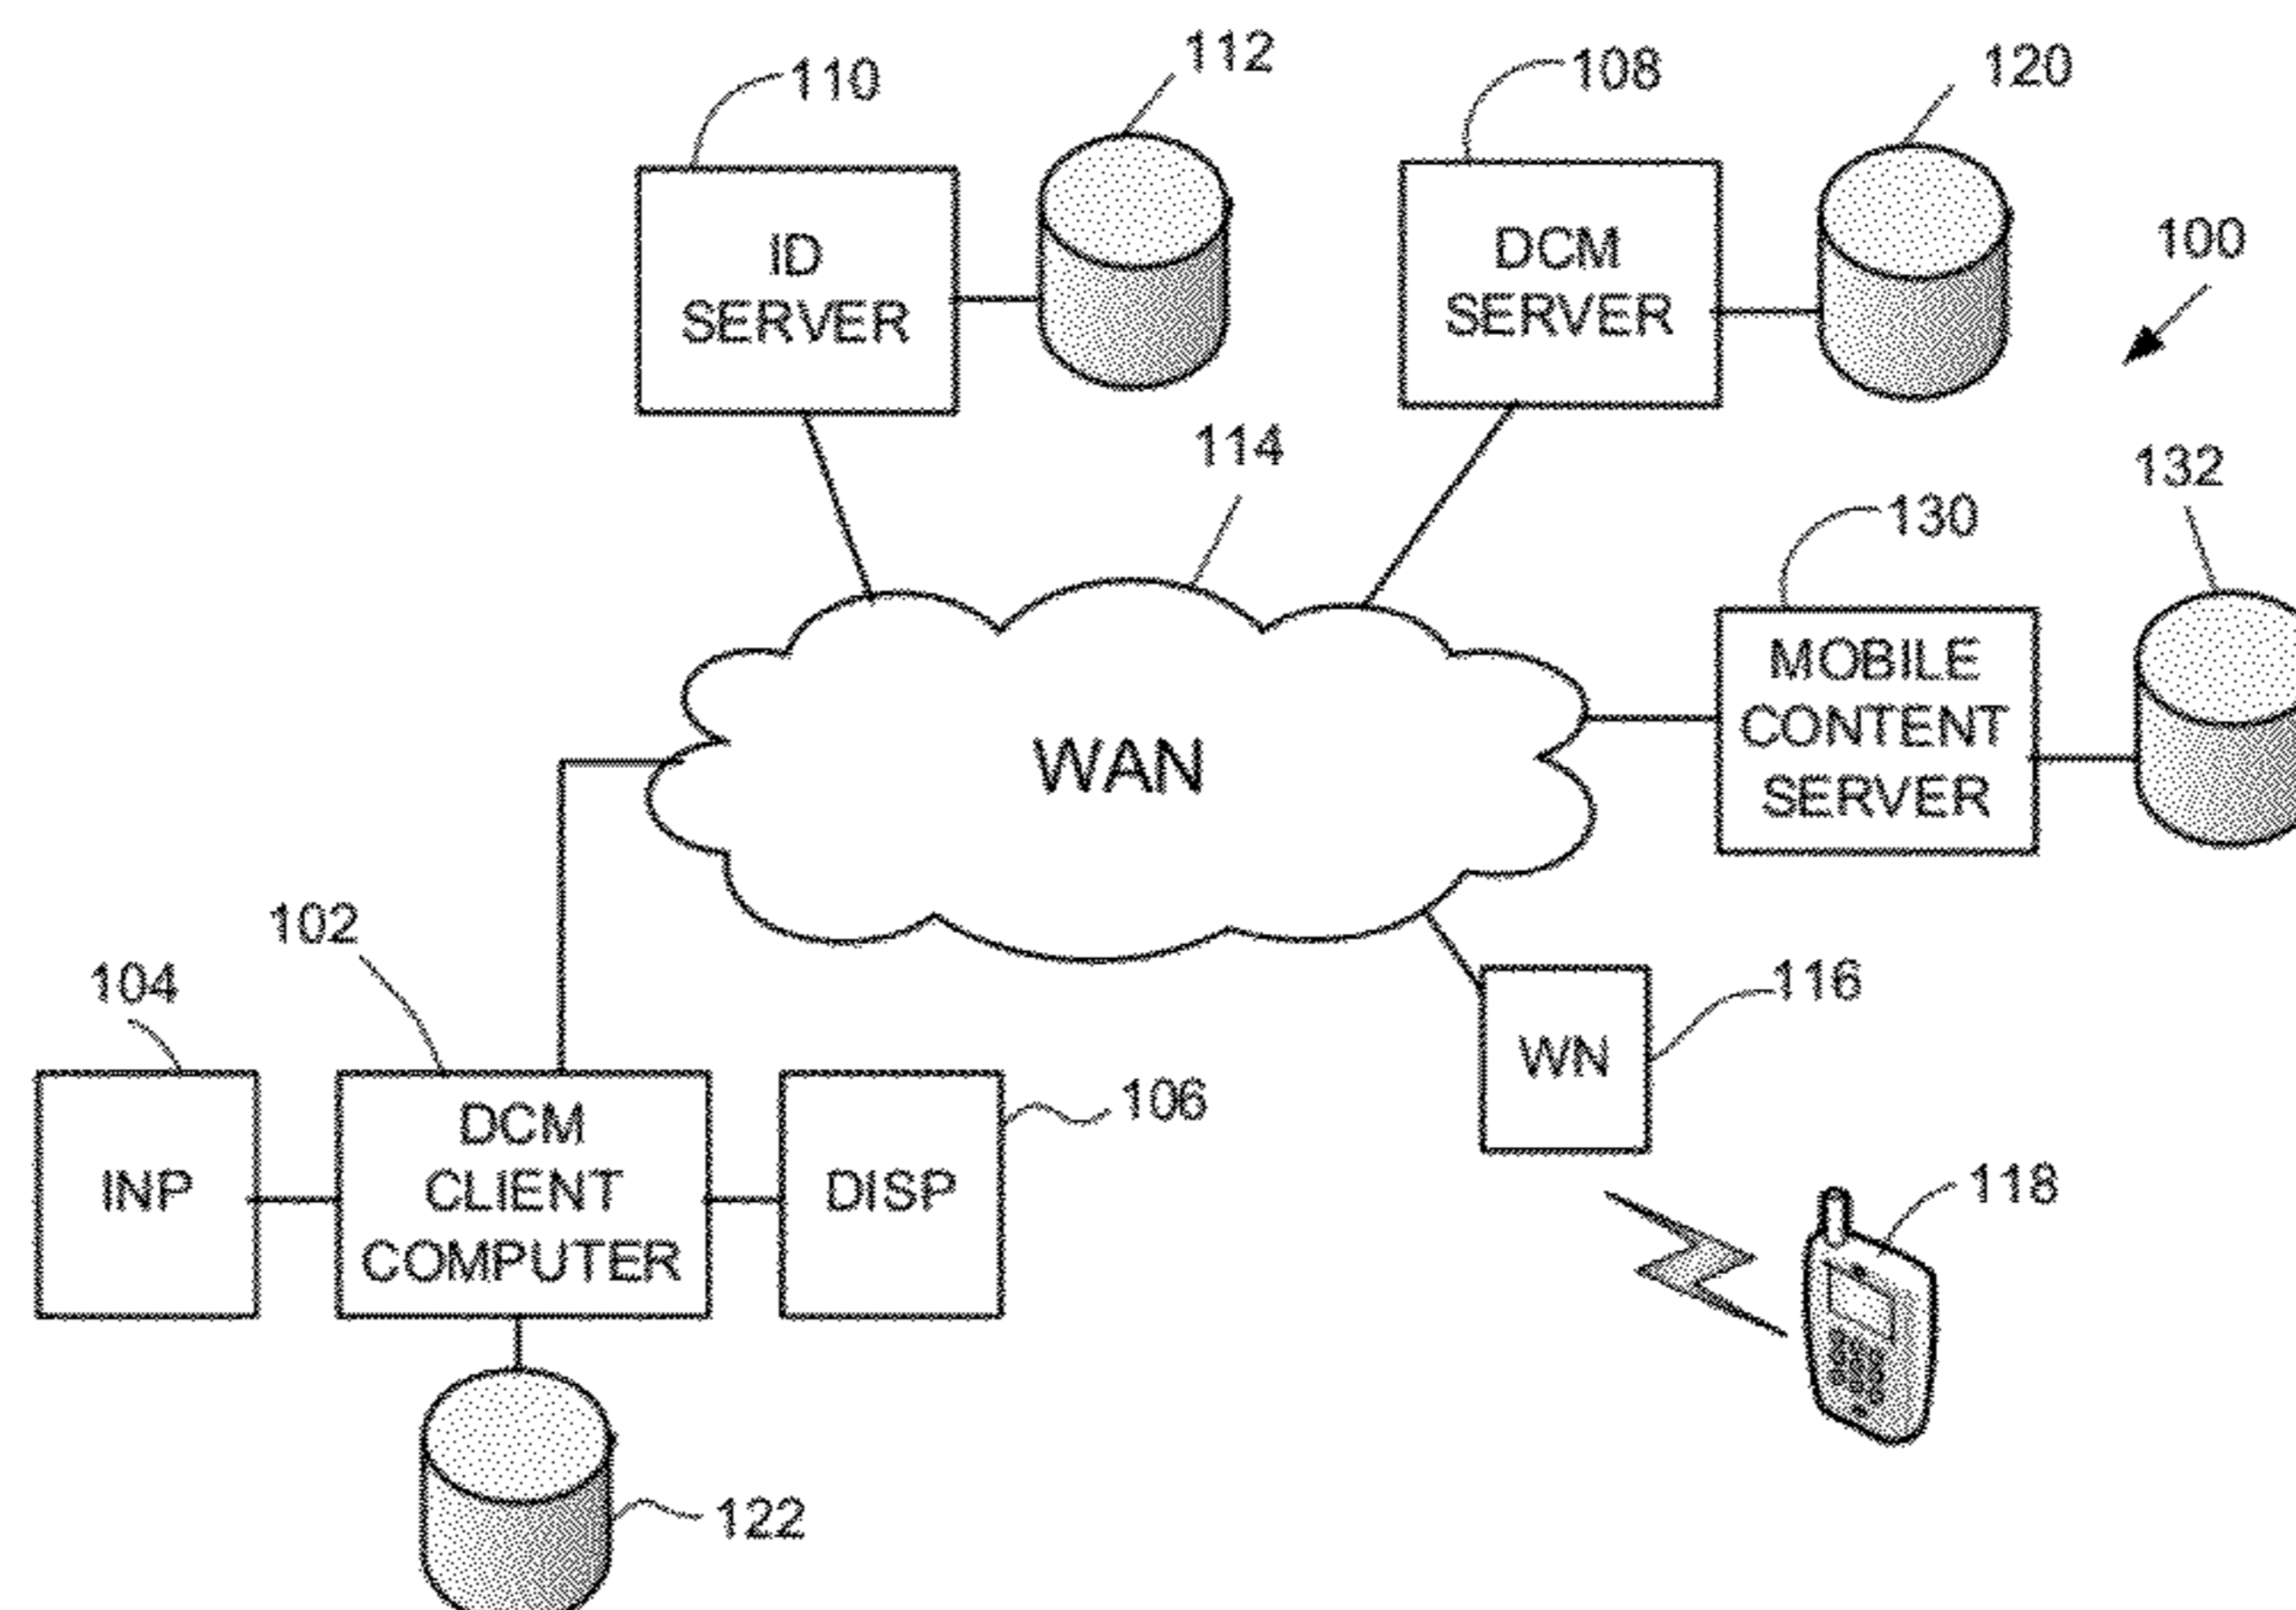 110
112
108
120
ID
SERVER
DCM
SERVER
100
114
132
130
MOBILE
CONTENT
SERVER
WAN
102
104
116
WN
INP
DCM
CLIENT
COMPUTER
DISP
106
118
122